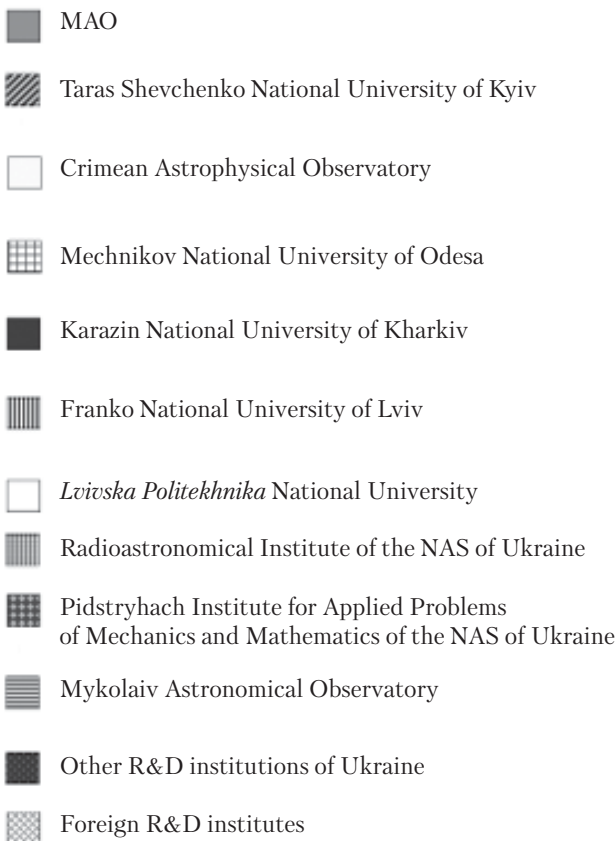 MAO
Taras Shevchenko National University of Kyiv
Crimean Astrophysical Observatory
Mechnikov National University of Odesa
Karazin National University of Kharkiv
Franko National University of Lviv
Lvivska Politekhnika National University
Radioastronomical Institute of the NAS of Ukraine
Pidstryhach Institute for Applied Problems
of Mechanics and Mathematics of the NAS of Ukraine
Mykolaiv Astronomical Observatory
Other R&D institutions of Ukraine
Foreign R&D institutes